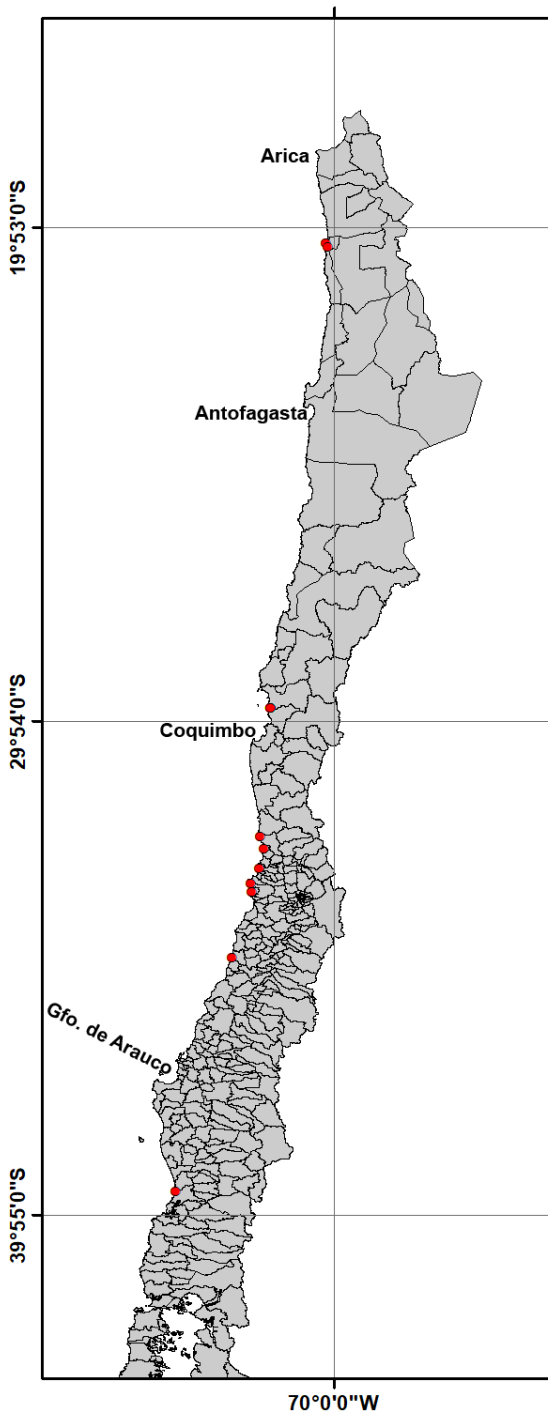 Arica
19°53'0"S
Antofagasta
29°54'0"S
Coquimbo
Gfo. de Arauco
39°55'0"S
70°0'0"W